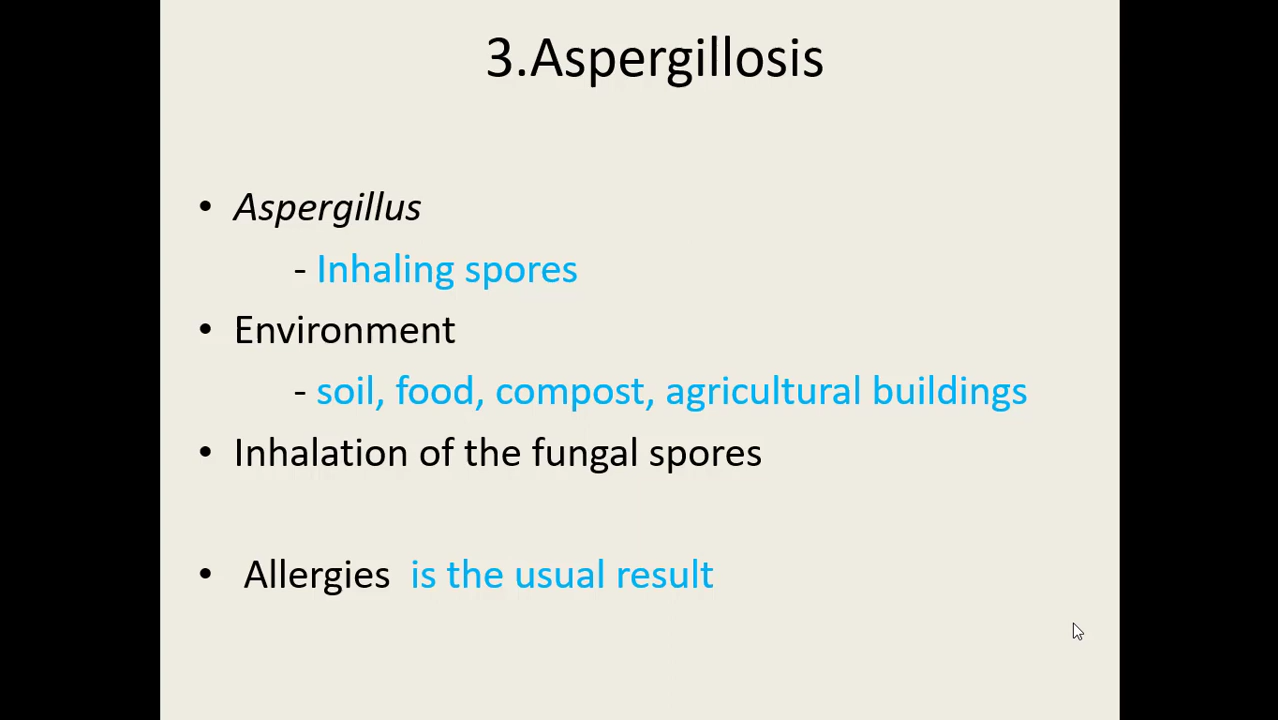 3.Aspergillosis
• Aspergillus
- Inhaling spores
• Environment
- soil, food, compost, agricultural buildings
• Inhalation of the fungal spores
• Allergies is the usual result